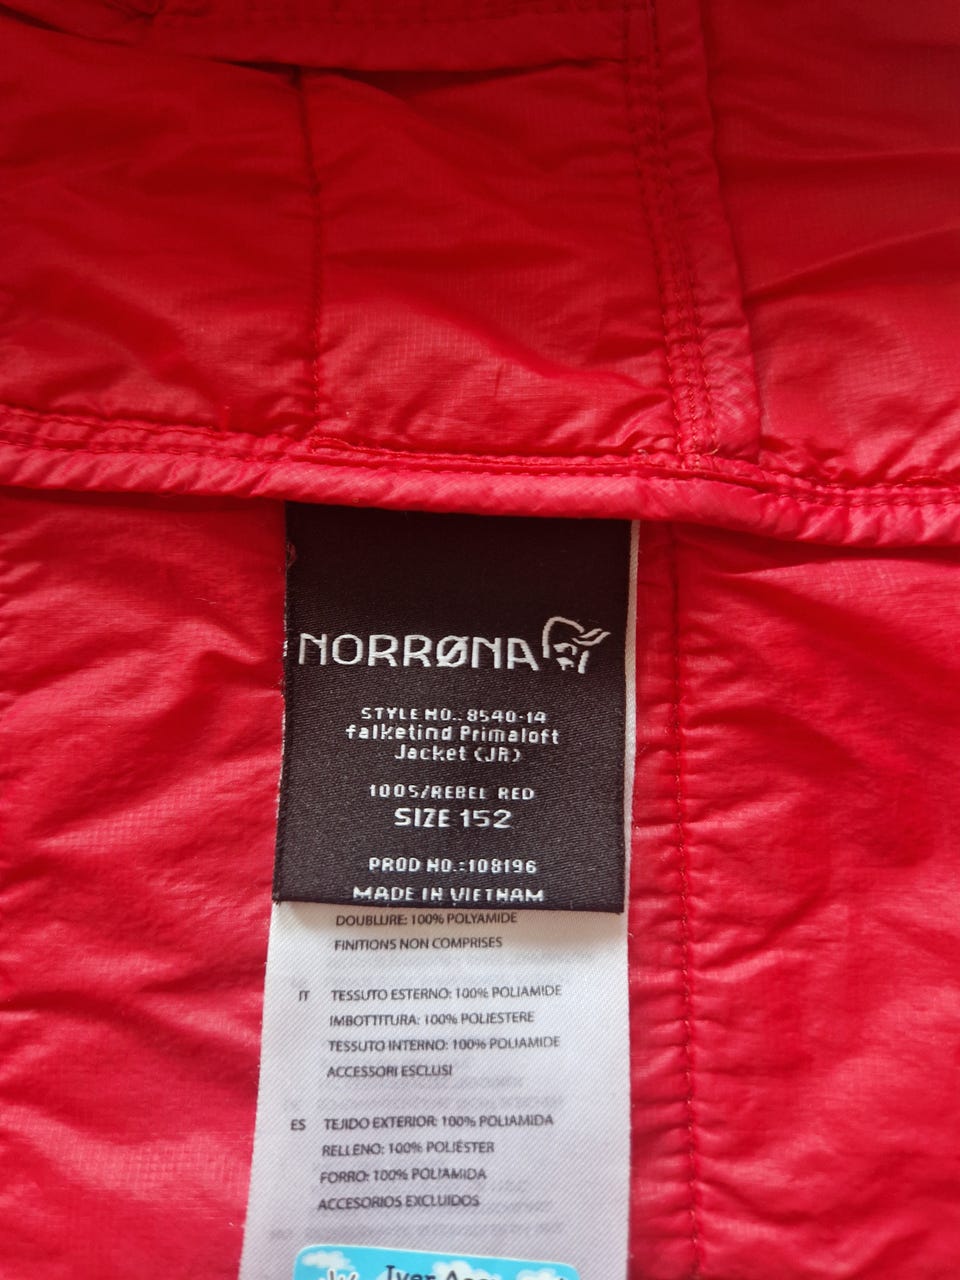 NORRØNA
STYLE NO.: 8540-14
falketind Primaloft
Jacket (JR)
1005/REBEL RED
SIZE 152
PROD NO.:108196
MADE IN VIETNAM
DOUBLURE: 100% POLYAMIDE
FINITIONS NON COMPRISES
IT TESSUTO ESTERNO: 100% POLIAMIDE
IMBOTTITURA: 100% POLIESTERE
TESSUTO INTERNO: 100% POLIAMIDE
ACCESSORI ESCLUSI
ES TEJIDO EXTERIOR: 100% POLIAMIDA
RELLENO: 100% POLIÉSTER
FORRO: 100% POLIAMIDA
ACCESORIOS EXCLUIDOS
Iver